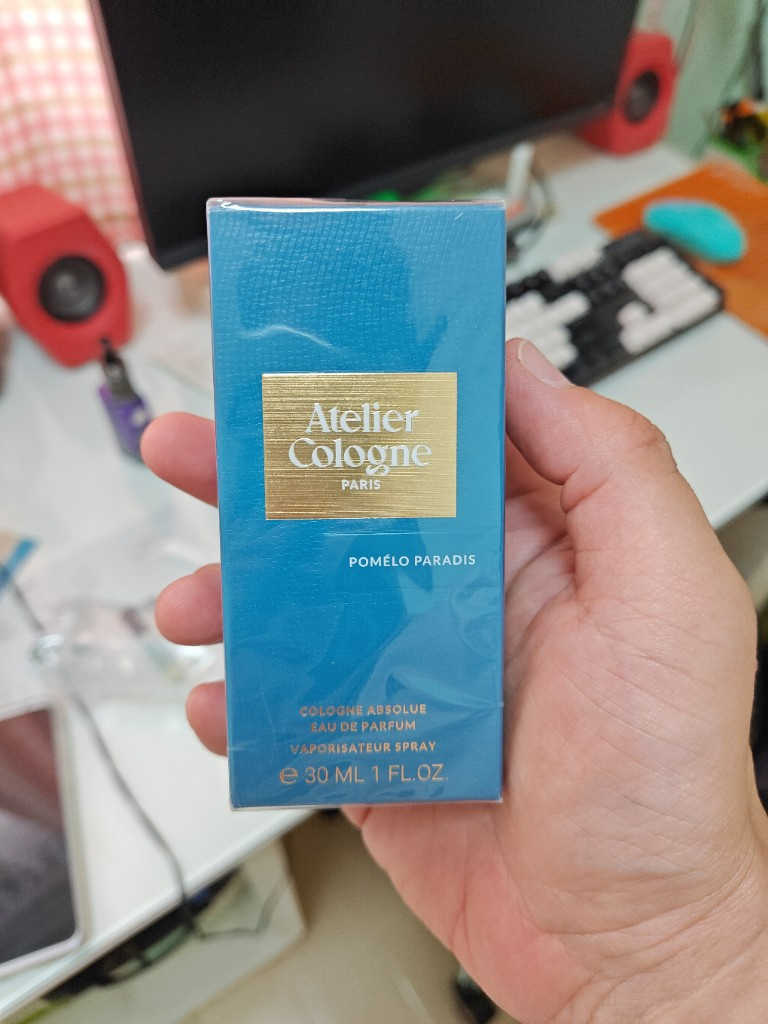 Atelier
Cologne
PARIS
POMÉLO PARADIS
COLOGNE ABSOLUE
EAU DE PARFUM
VAPORISATEUR SPRAY
℮ 30 ML 1 FL.OZ.